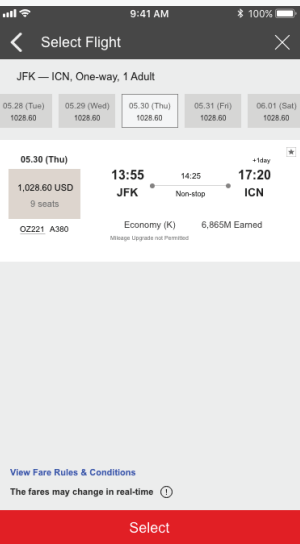 9:41 AM
100%
Select Flight
JFK — ICN, One-way, 1 Adult
05.28 (Tue) 05.29 (Wed) 05.30 (Thu) 05.31 (Fri) 06.01 (Sat)
1028.60 1028.60 1028.60 1028.60 1028.60
05.30 (Thu)
+1day
13:55 14:25 17:20
1,028.60 USD
JFK Non-stop ICN
9 seats
OZ221 A380
Economy (K) 6,865M Earned
Mileage Upgrade not Permitted
View Fare Rules & Conditions
The fares may change in real-time !
Select